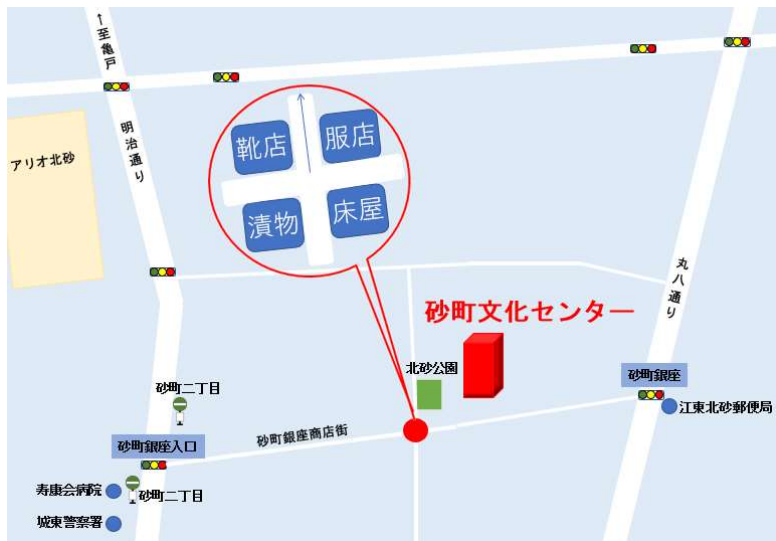 ←至亀戸
明治通り
アリオ北砂
靴店
服店
漬物
床屋
丸八通り
砂町文化センター
北砂公園
砂町銀座
江東北砂郵便局
砂町二丁目
砂町銀座入口
砂町銀座商店街
寿康会病院
砂町二丁目
城東警察署